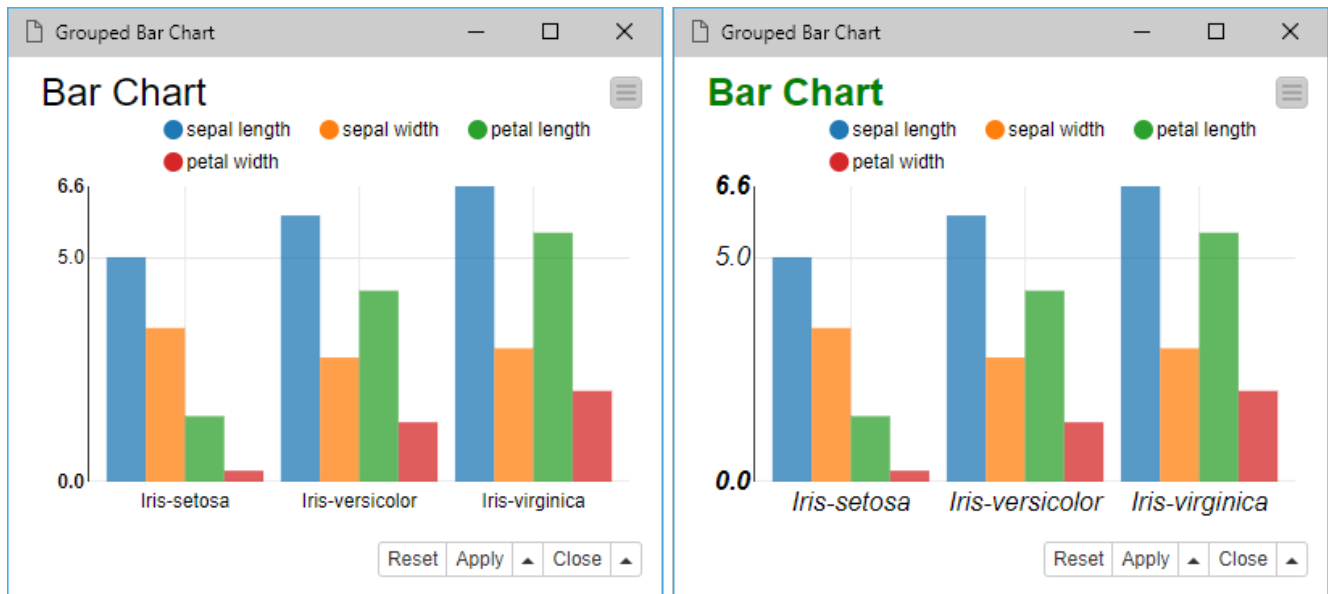 Grouped Bar Chart
Bar Chart
sepal length sepal width petal length
petal width
6.6
5.0
0.0
Iris-setosa Iris-versicolor Iris-virginica
Reset Apply Close
Grouped Bar Chart
Bar Chart
sepal length sepal width petal length
petal width
6.6
5.0
0.0
Iris-setosa Iris-versicolor Iris-virginica
Reset Apply Close